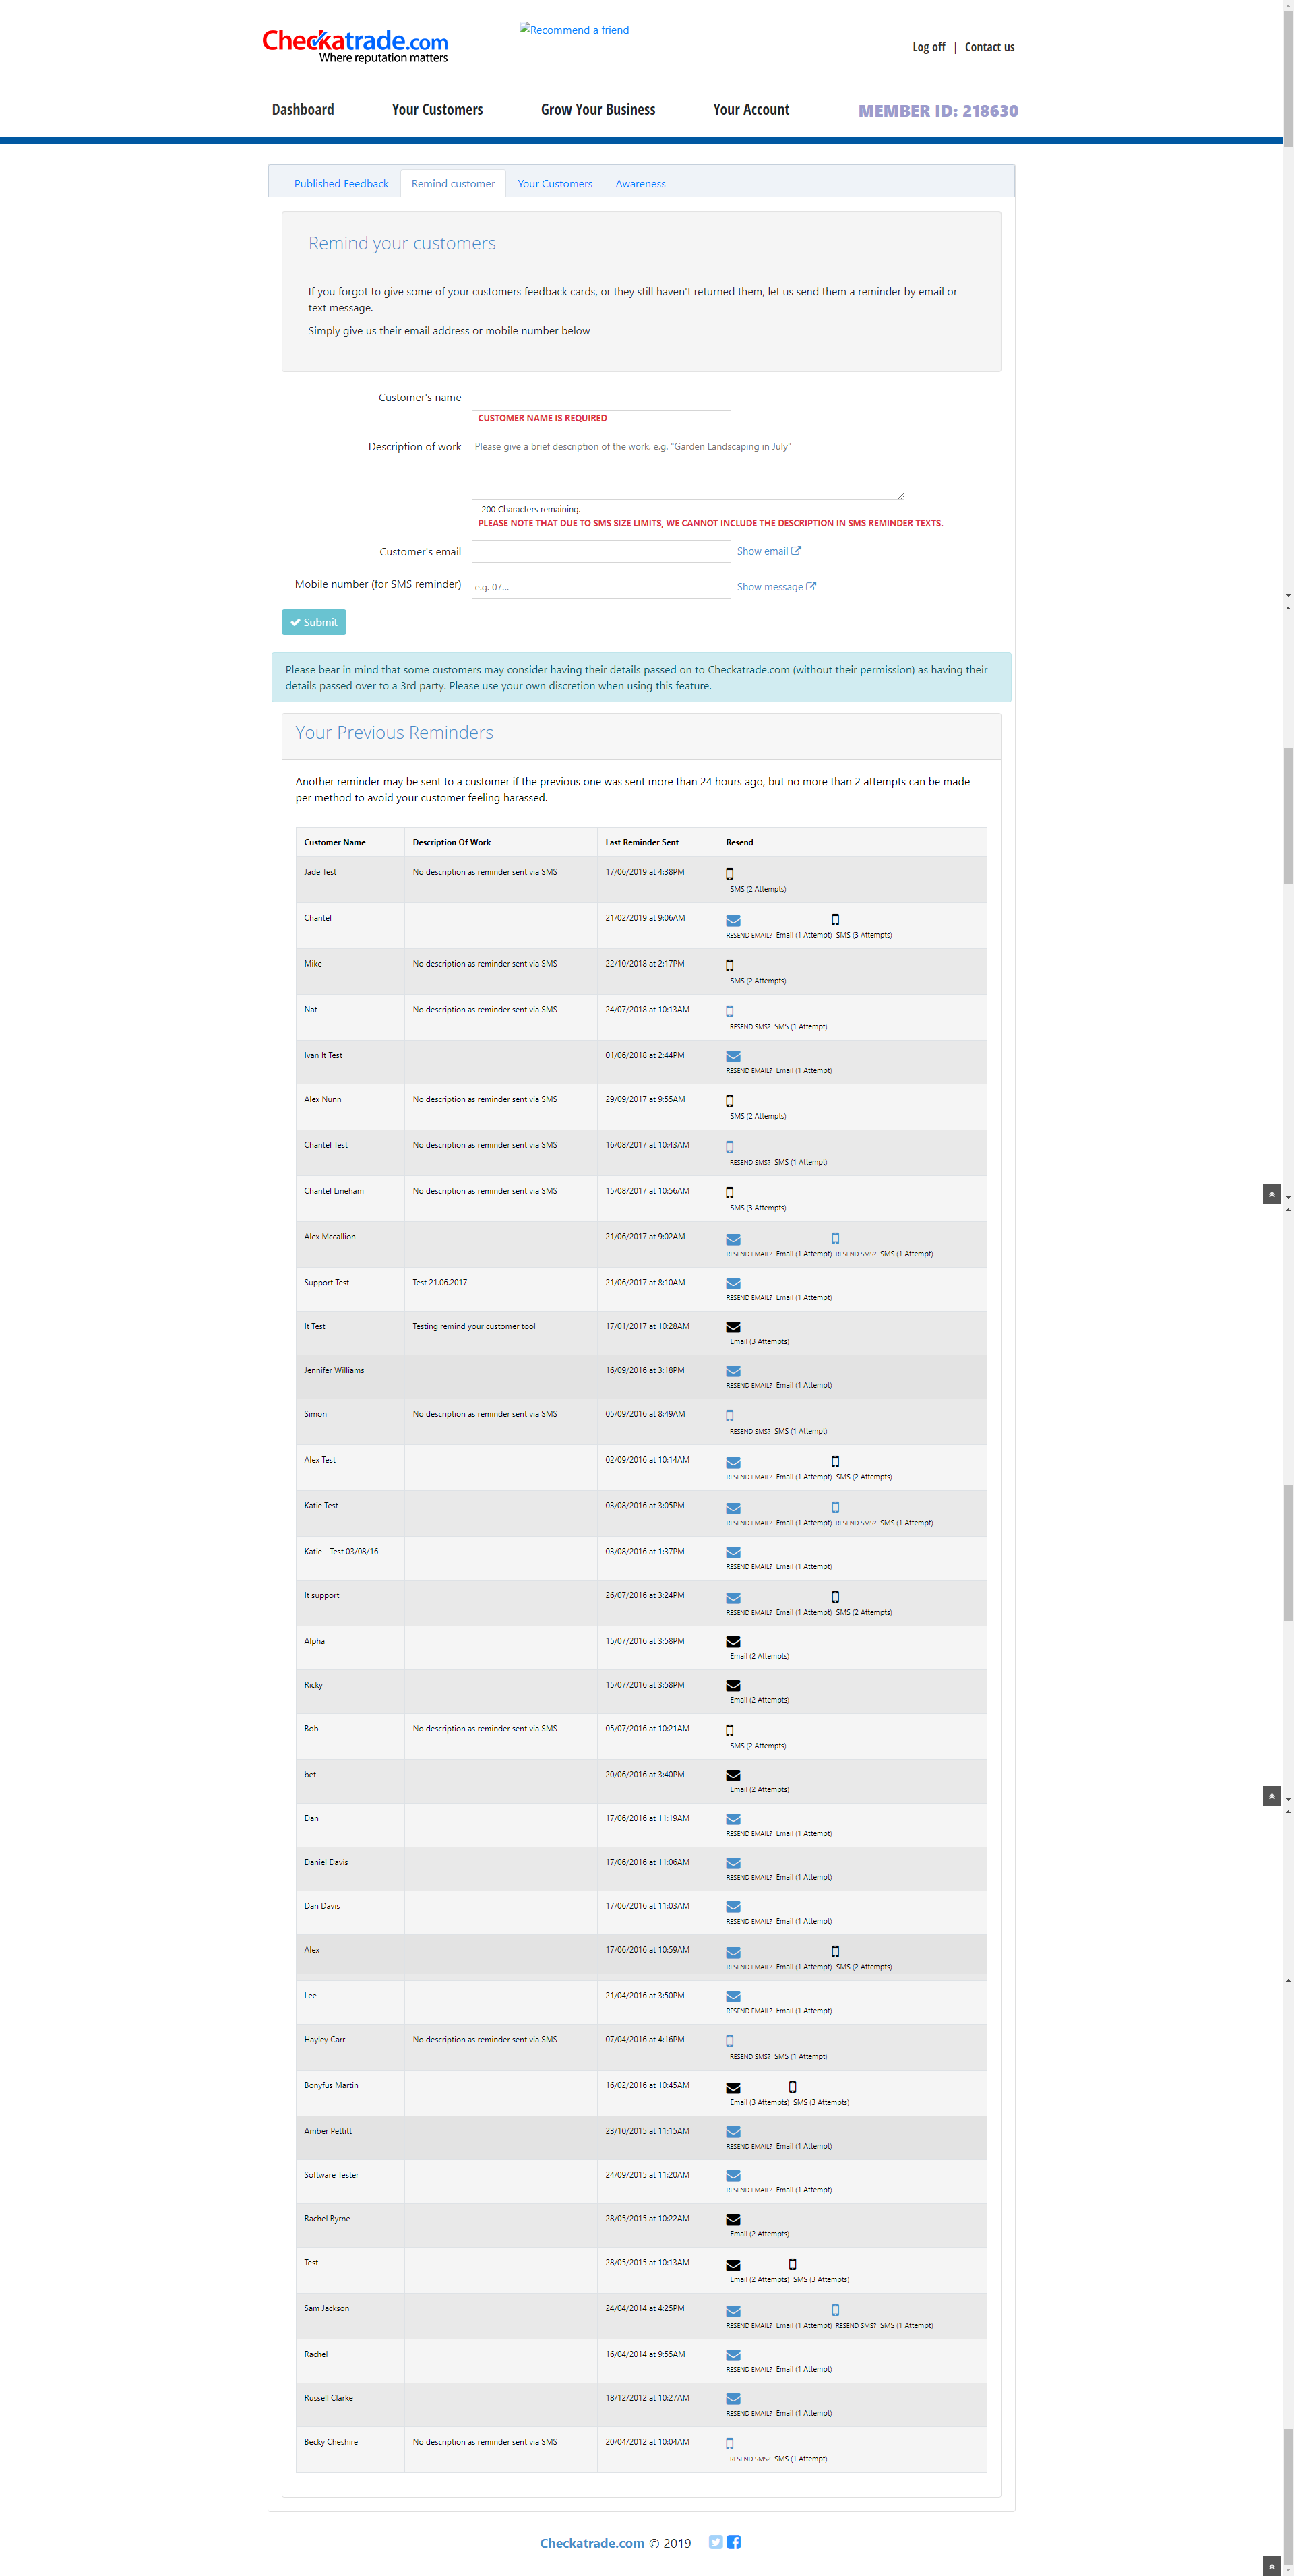 Checkatrade.com
Where reputation matters
Recommend a friend
Log off | Contact us
Dashboard Your Customers Grow Your Business Your Account MEMBER ID: 218630
Published Feedback Remind customer Your Customers Awareness
Remind your customers
If you forgot to give some of your customers feedback cards, or they still haven't returned them, let us send them a reminder by email or
text message.
Simply give us their email address or mobile number below
Customer's name
CUSTOMER NAME IS REQUIRED
Description of work Please give a brief description of the work, e.g. "Garden Landscaping in July"
200 Characters remaining.
PLEASE NOTE THAT DUE TO SMS SIZE LIMITS, WE CANNOT INCLUDE THE DESCRIPTION IN SMS REMINDER TEXTS.
Customer's email Show email
Mobile number (for SMS reminder) e.g. 07... Show message
Submit
Please bear in mind that some customers may consider having their details passed on to Checkatrade.com (without their permission) as having their
details passed over to a 3rd party. Please use your own discretion when using this feature.
Your Previous Reminders
Another reminder may be sent to a customer if the previous one was sent more than 24 hours ago, but no more than 2 attempts can be made
per method to avoid your customer feeling harassed.
Customer Name Description Of Work Last Reminder Sent Resend
Jade Test No description as reminder sent via SMS 17/06/2019 at 4:38PM
SMS (2 Attempts)
Chantel 21/02/2019 at 9:06AM
RESEND EMAIL? Email (1 Attempt) SMS (3 Attempts)
Mike No description as reminder sent via SMS 22/10/2018 at 2:17PM
SMS (2 Attempts)
Nat No description as reminder sent via SMS 24/07/2018 at 10:13AM
RESEND SMS? SMS (1 Attempt)
Ivan It Test 01/06/2018 at 2:44PM
RESEND EMAIL? Email (1 Attempt)
Alex Nunn No description as reminder sent via SMS 29/09/2017 at 9:55AM
SMS (2 Attempts)
Chantel Test No description as reminder sent via SMS 16/08/2017 at 10:43AM
RESEND SMS? SMS (1 Attempt)
Chantel Lineham No description as reminder sent via SMS 15/08/2017 at 10:56AM
SMS (3 Attempts)
Alex Mccallion 21/06/2017 at 9:02AM
RESEND EMAIL? Email (1 Attempt) RESEND SMS? SMS (1 Attempt)
Support Test Test 21.06.2017 21/06/2017 at 8:10AM
RESEND EMAIL? Email (1 Attempt)
It Test Testing remind your customer tool 17/01/2017 at 10:28AM
Email (3 Attempts)
Jennifer Williams 16/09/2016 at 3:18PM
RESEND EMAIL? Email (1 Attempt)
Simon No description as reminder sent via SMS 05/09/2016 at 8:49AM
RESEND SMS? SMS (1 Attempt)
Alex Test 02/09/2016 at 10:14AM
RESEND EMAIL? Email (1 Attempt) SMS (2 Attempts)
Katie Test 03/08/2016 at 3:05PM
RESEND EMAIL? Email (1 Attempt) RESEND SMS? SMS (1 Attempt)
Katie - Test 03/08/16 03/08/2016 at 1:37PM
RESEND EMAIL? Email (1 Attempt)
It support 26/07/2016 at 3:24PM
RESEND EMAIL? Email (1 Attempt) SMS (2 Attempts)
Alpha 15/07/2016 at 3:58PM
Email (2 Attempts)
Ricky 15/07/2016 at 3:58PM
Email (2 Attempts)
Bob No description as reminder sent via SMS 05/07/2016 at 10:21AM
SMS (2 Attempts)
bet 20/06/2016 at 3:40PM
Email (2 Attempts)
Dan 17/06/2016 at 11:19AM
RESEND EMAIL? Email (1 Attempt)
Daniel Davis 17/06/2016 at 11:06AM
RESEND EMAIL? Email (1 Attempt)
Dan Davis 17/06/2016 at 11:03AM
RESEND EMAIL? Email (1 Attempt)
Alex 17/06/2016 at 10:59AM
RESEND EMAIL? Email (1 Attempt) SMS (2 Attempts)
Lee 21/04/2016 at 3:50PM
RESEND EMAIL? Email (1 Attempt)
Hayley Carr No description as reminder sent via SMS 07/04/2016 at 4:16PM
RESEND SMS? SMS (1 Attempt)
Bonyfus Martin 16/02/2016 at 10:45AM
Email (3 Attempts) SMS (3 Attempts)
Amber Pettitt 23/10/2015 at 11:15AM
RESEND EMAIL? Email (1 Attempt)
Software Tester 24/09/2015 at 11:20AM
RESEND EMAIL? Email (1 Attempt)
Rachel Byrne 28/05/2015 at 10:22AM
Email (2 Attempts)
Test 28/05/2015 at 10:13AM
Email (2 Attempts) SMS (3 Attempts)
Sam Jackson 24/04/2014 at 4:25PM
RESEND EMAIL? Email (1 Attempt) RESEND SMS? SMS (1 Attempt)
Rachel 16/04/2014 at 9:55AM
RESEND EMAIL? Email (1 Attempt)
Russell Clarke 18/12/2012 at 10:27AM
RESEND EMAIL? Email (1 Attempt)
Becky Cheshire No description as reminder sent via SMS 20/04/2012 at 10:04AM
RESEND SMS? SMS (1 Attempt)
Checkatrade.com © 2019